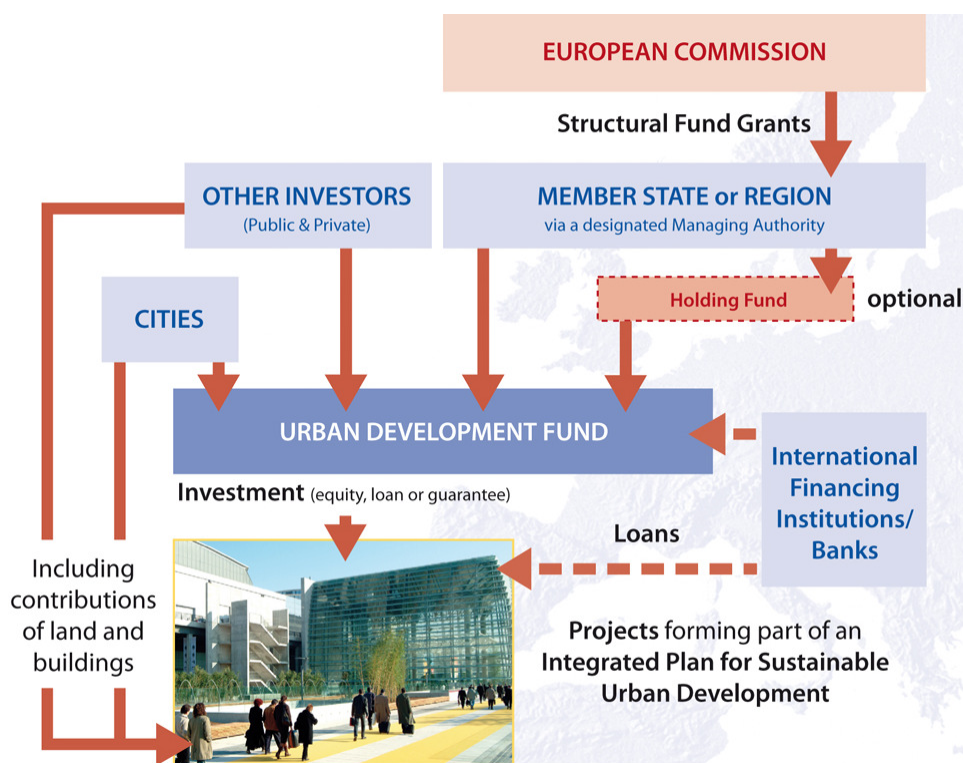 EUROPEAN COMMISSION
Structural Fund Grants
OTHER INVESTORS
(Public & Private)
MEMBER STATE or REGION
via a designated Managing Authority
Holding Fund
optional
CITIES
URBAN DEVELOPMENT FUND
International
Financing
Institutions/
Banks
Investment (equity, loan or guarantee)
Loans
Including
contributions
of land and
buildings
Projects forming part of an
Integrated Plan for Sustainable
Urban Development